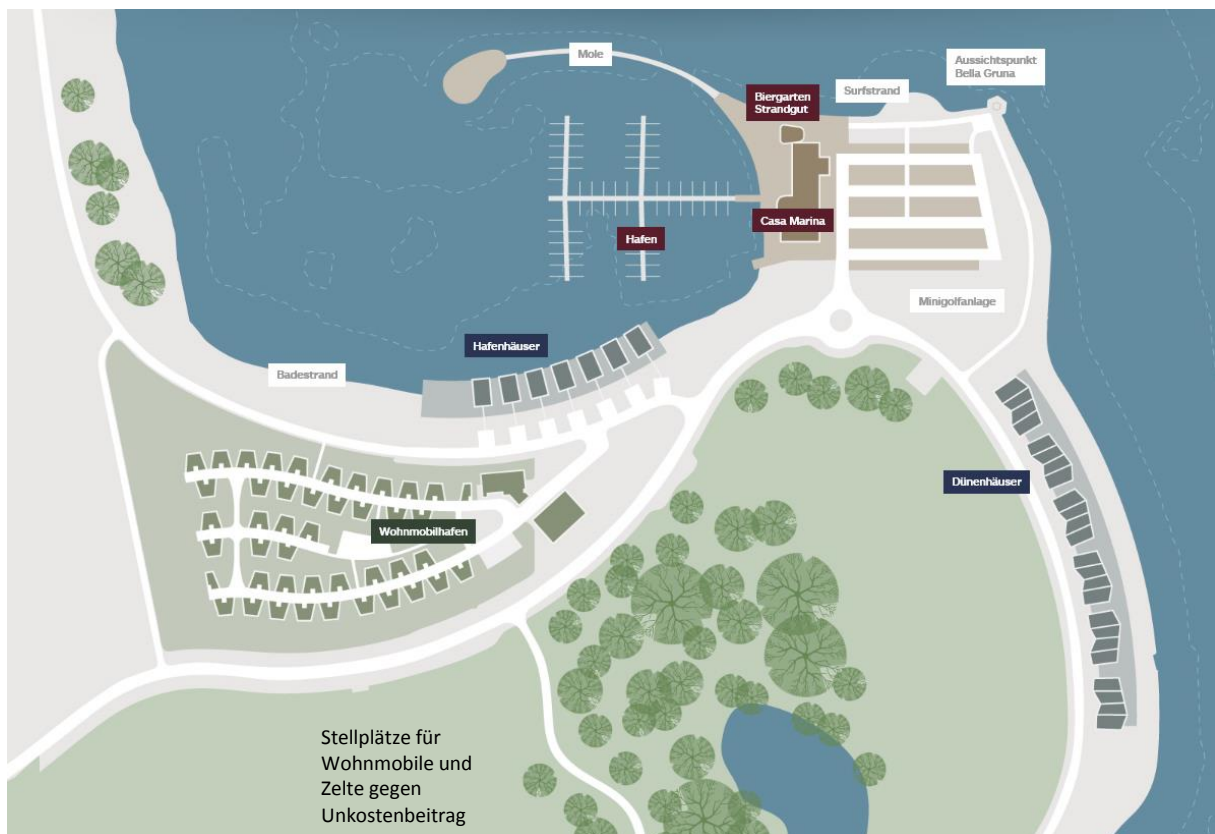 Mole
Aussichtspunkt
Bella Gruna
Surfstrand
Biergarten
Strandgut
Casa Marina
Hafen
Minigolfanlage
Hafenhäuser
Badestrand
Dünenhäuser
Wohnmobilhafen
Stellplätze für
Wohnmobile und
Zelte gegen
Unkostenbeitrag